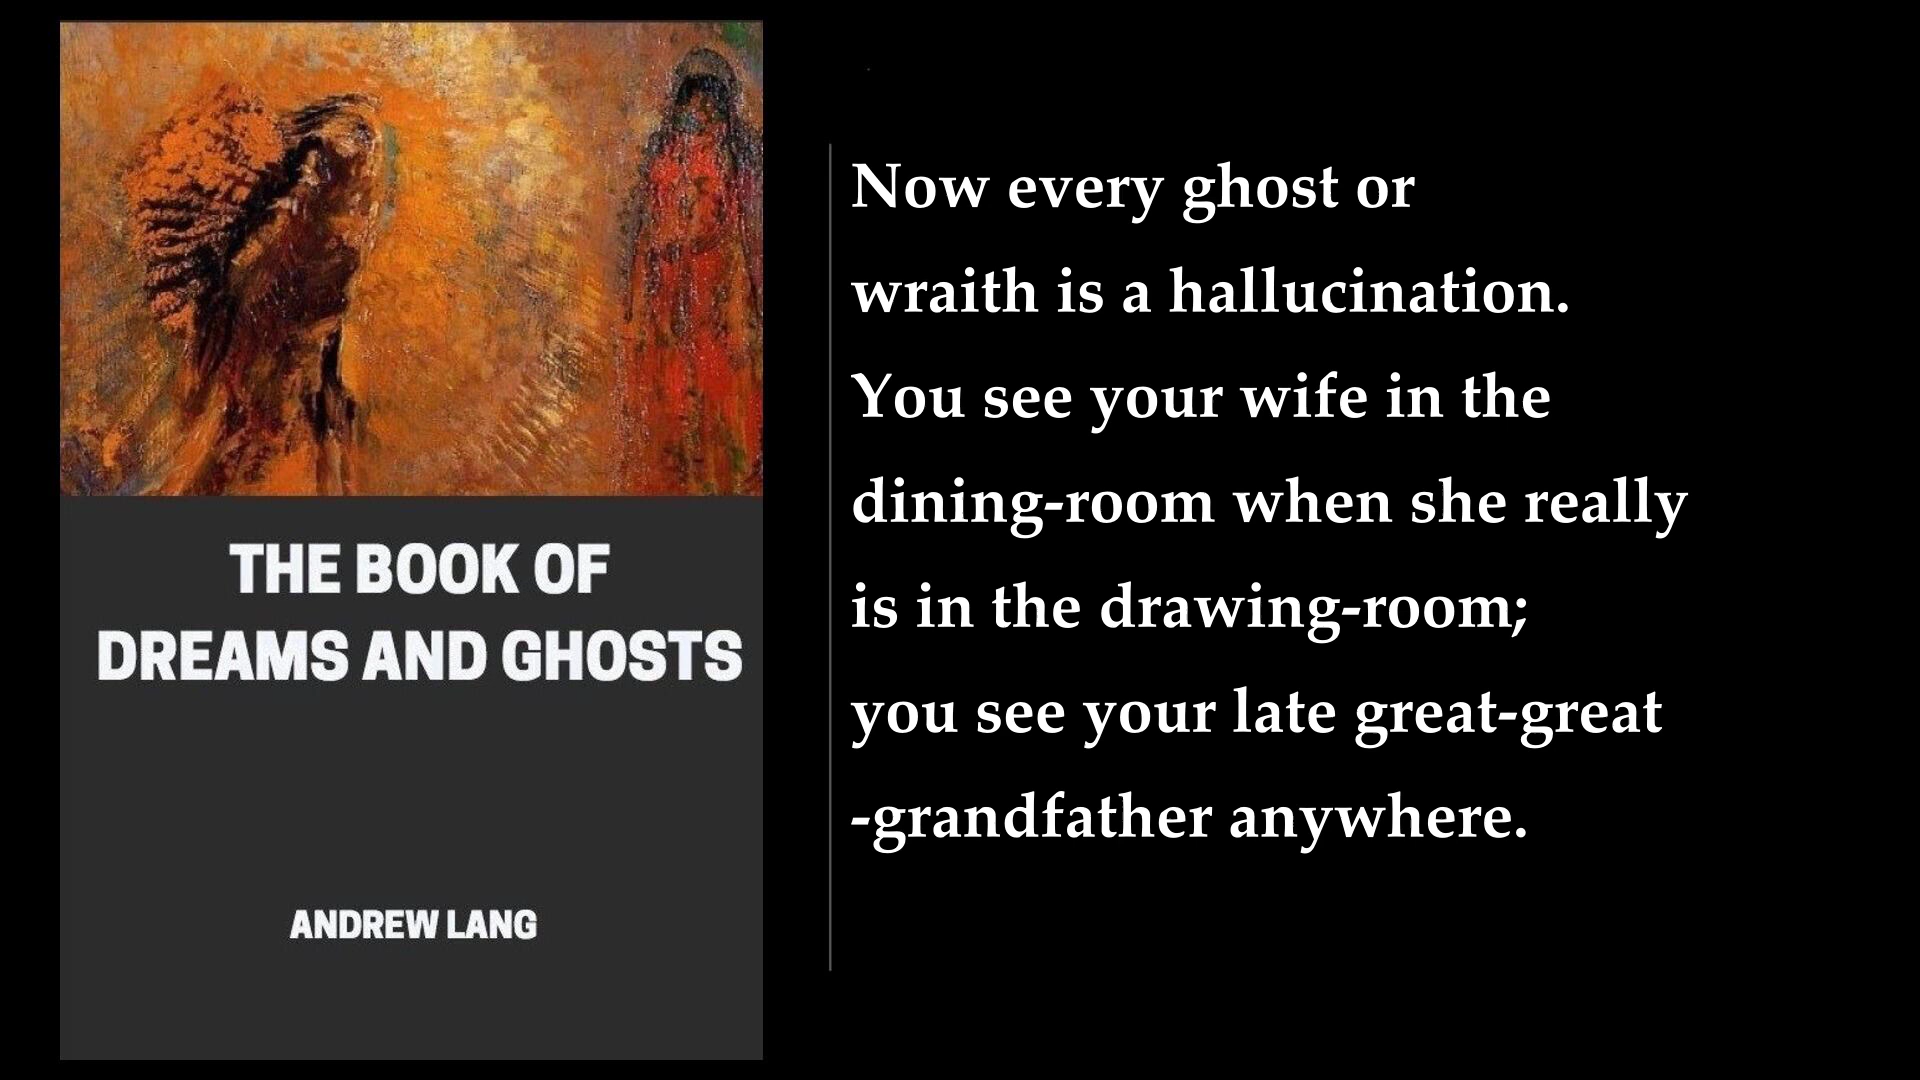 THE BOOK OF
DREAMS AND GHOSTS
ANDREW LANG
Now every ghost or
wraith is a hallucination.
You see your wife in the
dining-room when she really
is in the drawing-room;
you see your late great-great
-grandfather anywhere.